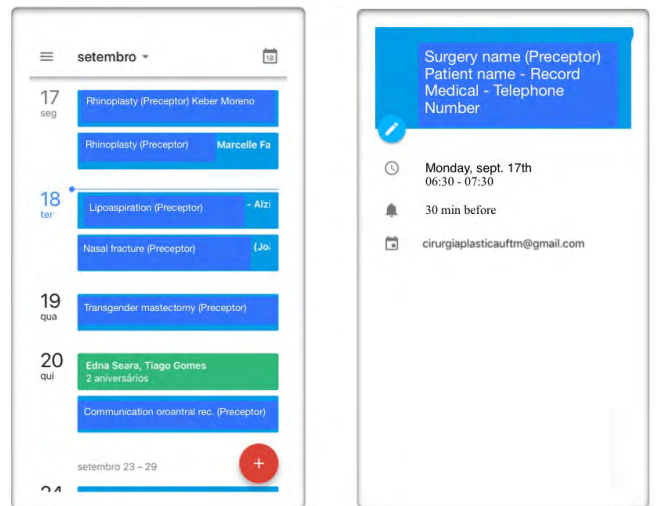 setembro
18
17
seg
Rhinoplasty (Preceptor) Keber Moreno
Rhinoplasty (Preceptor) Marcelle Fa
18
ter
Lipoaspiration (Preceptor) - Alzi
Nasal fracture (Preceptor) (Joi
19
qua
Transgender mastectomy (Preceptor)
20
qui
Edna Seara, Tiago Gomes
2 aniversários
Communication oroantral rec. (Preceptor)
setembro 23 – 29
+
24
Surgery name (Preceptor)
Patient name - Record
Medical - Telephone
Number
Monday, sept. 17th
06:30 - 07:30
30 min before
cirurgiaplasticauftm@gmail.com